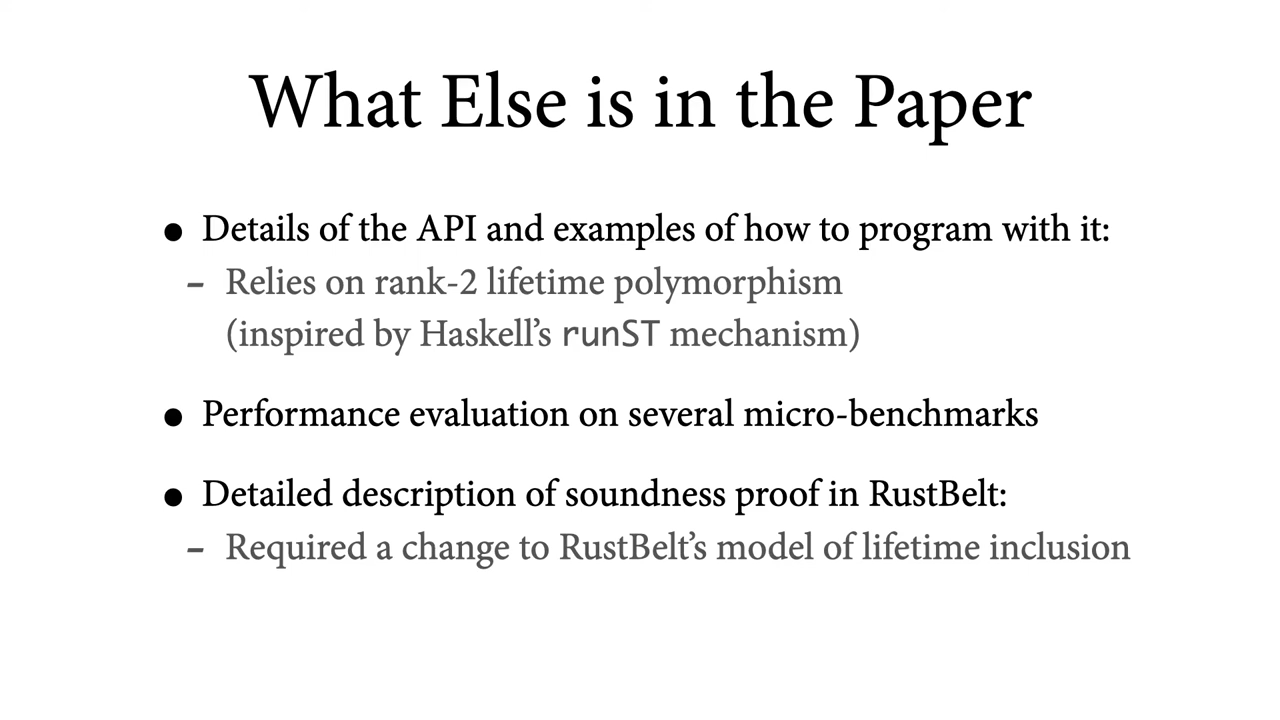 What Else is in the Paper
● Details of the API and examples of how to program with it:
– Relies on rank-2 lifetime polymorphism
(inspired by Haskell’s runST mechanism)
● Performance evaluation on several micro-benchmarks
● Detailed description of soundness proof in RustBelt:
– Required a change to RustBelt’s model of lifetime inclusion